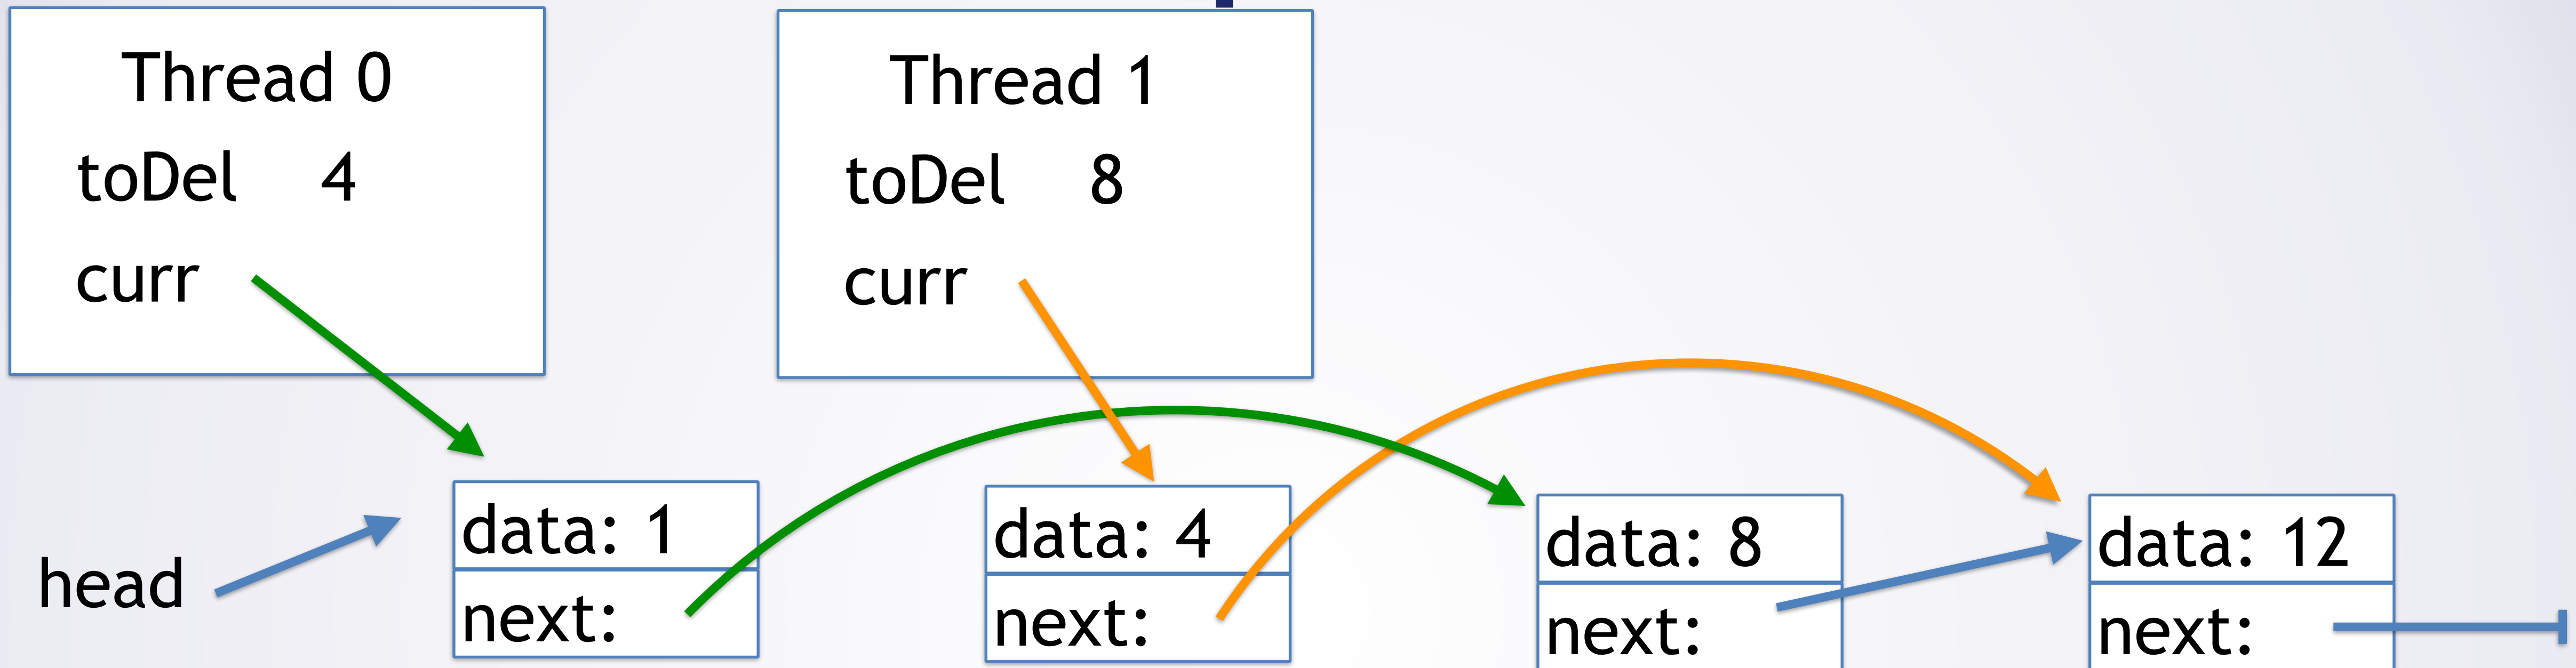 Thread 0
toDel 4
curr
Thread 1
toDel 8
curr
head
data: 1
next:
data: 4
next:
data: 8
next:
data: 12
next: